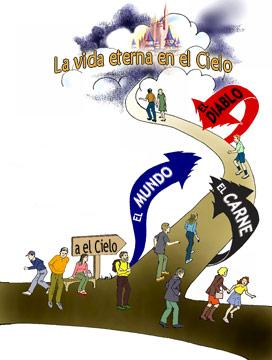 La vida eterna en el Cielo
EL DIABLO
EL MUNDO
EL CARNE
a el Cielo